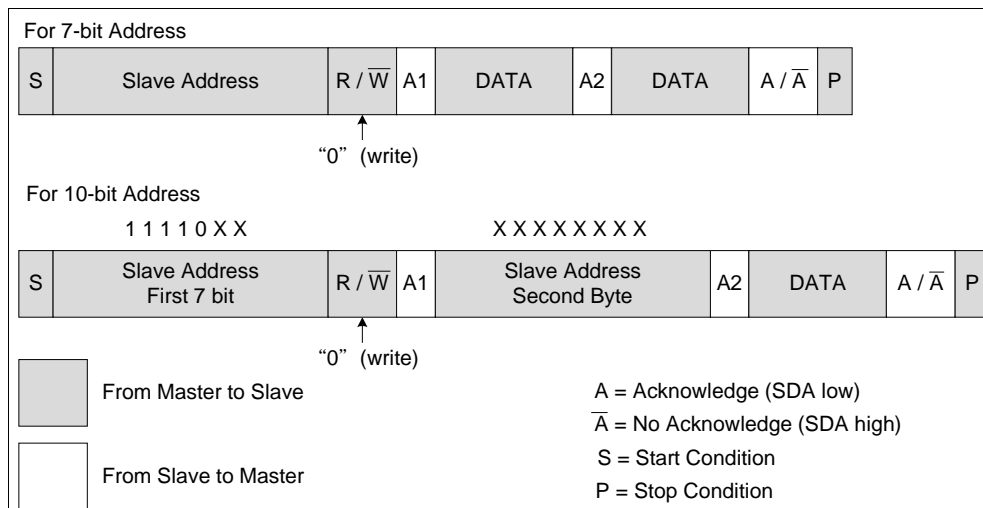 For 7-bit Address
S Slave Address R / W̅ A1 DATA A2 DATA A / A̅ P
“0” (write)
For 10-bit Address
1 1 1 1 0 X X X X X X X X X X
S Slave Address First 7 bit R / W̅ A1 Slave Address Second Byte A2 DATA A / A̅ P
“0” (write)
From Master to Slave
From Slave to Master
A = Acknowledge (SDA low)
A̅ = No Acknowledge (SDA high)
S = Start Condition
P = Stop Condition